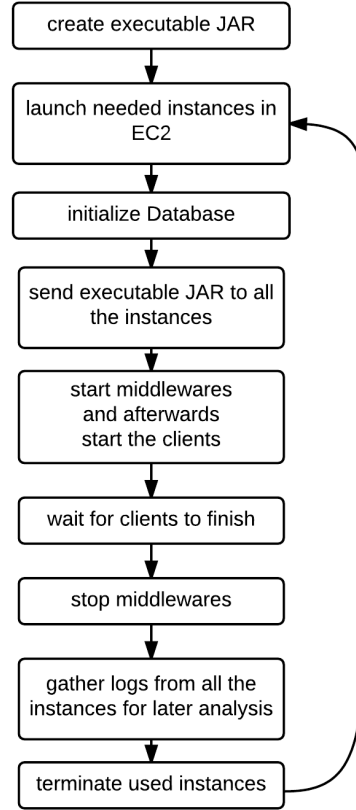 create executable JAR
launch needed instances in
EC2
initialize Database
send executable JAR to all
the instances
start middlewares
and afterwards
start the clients
wait for clients to finish
stop middlewares
gather logs from all the
instances for later analysis
terminate used instances